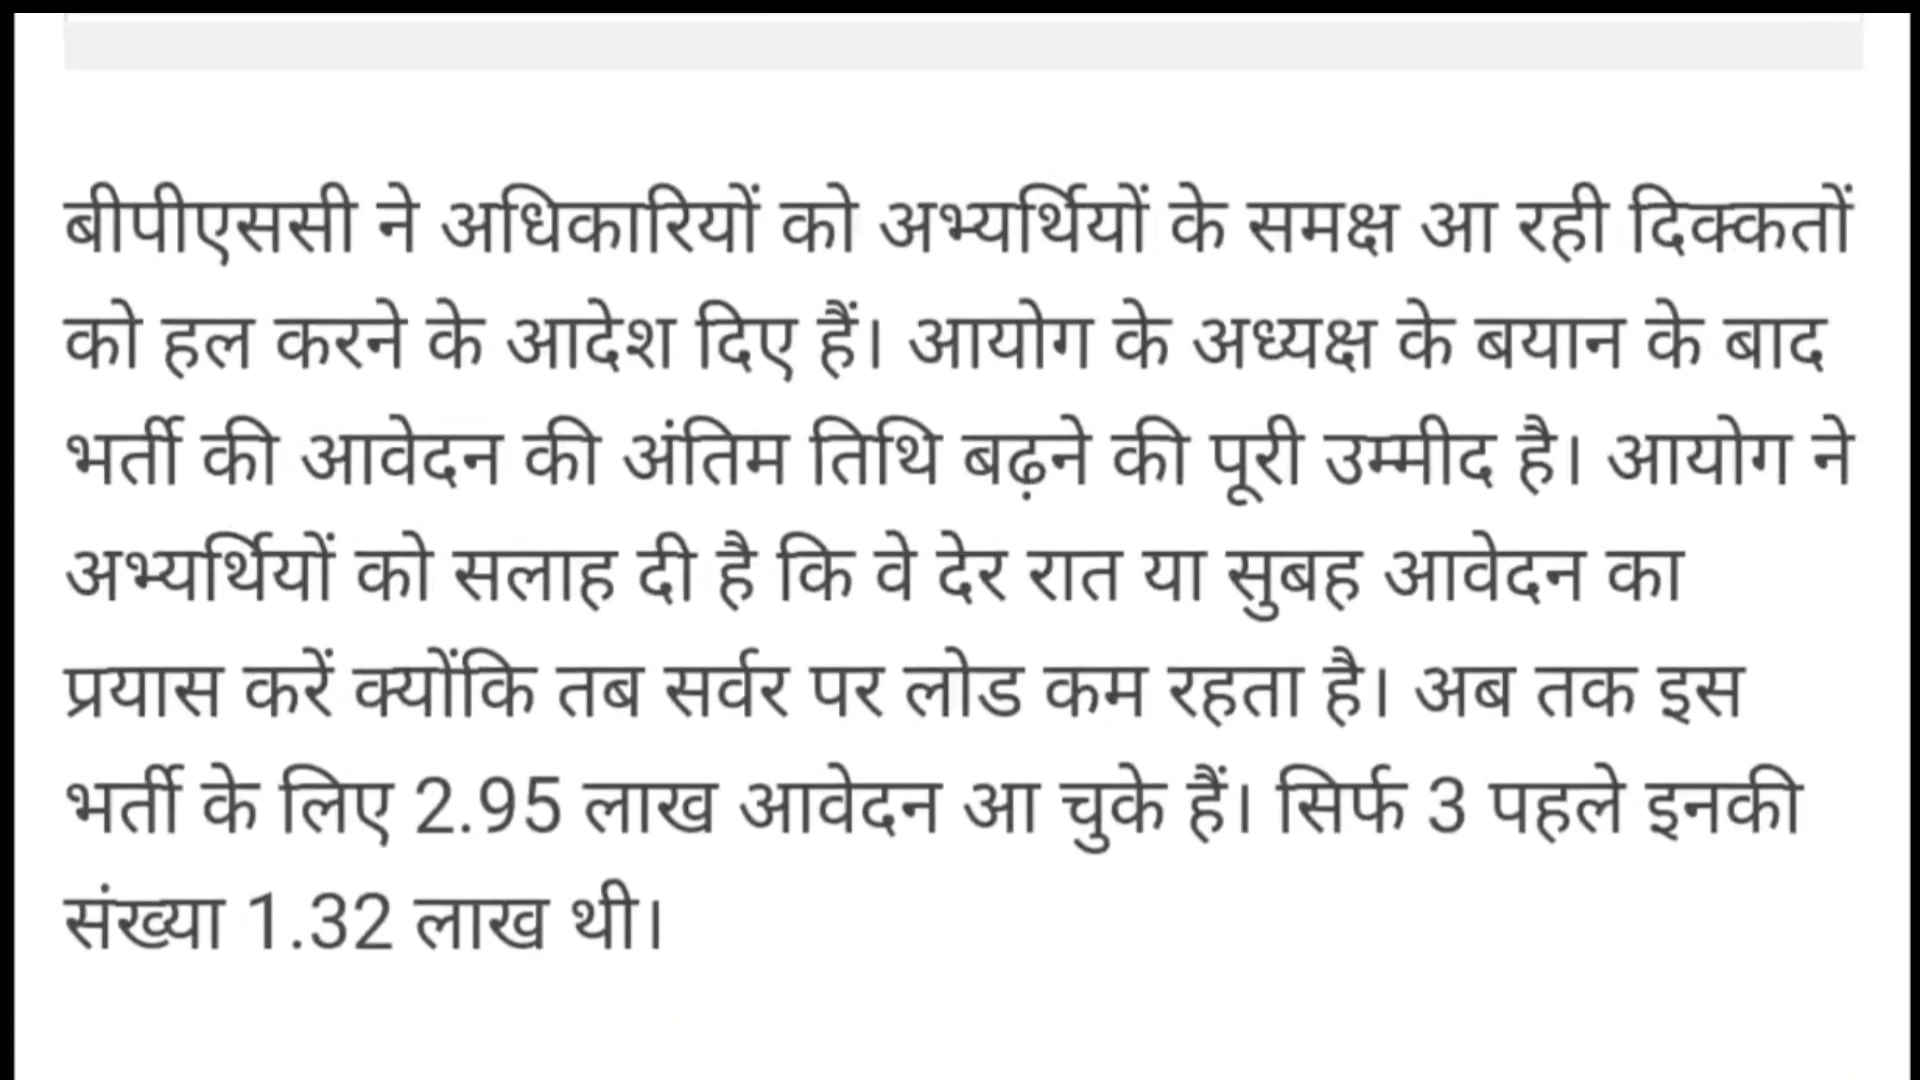 बीपीएससी ने अधिकारियों को अभ्यर्थियों के समक्ष आ रही दिक्कतों
को हल करने के आदेश दिए हैं। आयोग के अध्यक्ष के बयान के बाद
भर्ती की आवेदन की अंतिम तिथि बढ़ने की पूरी उम्मीद है। आयोग ने
अभ्यर्थियों को सलाह दी है कि वे देर रात या सुबह आवेदन का
प्रयास करें क्योंकि तब सर्वर पर लोड कम रहता है। अब तक इस
भर्ती के लिए 2.95 लाख आवेदन आ चुके हैं। सिर्फ 3 पहले इनकी
संख्या 1.32 लाख थी।